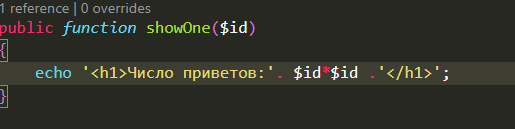 1 reference | 0 overrides
public function showOne($id)
{
echo '<h1>Число приветов:'. $id*$id .'</h1>';
}